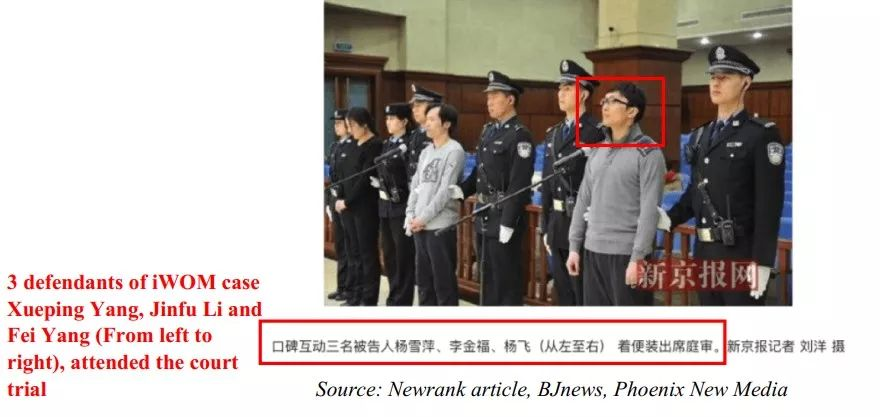 新京报网
3 defendants of iWOM case
Xueping Yang, Jinfu Li and
Fei Yang (From left to
right), attended the court
trial
口碑互动三名被告人杨雪萍、李金福、杨飞（从左至右） 着便装出席庭审。新京报记者 刘洋 摄
Source: Newrank article, BJnews, Phoenix New Media